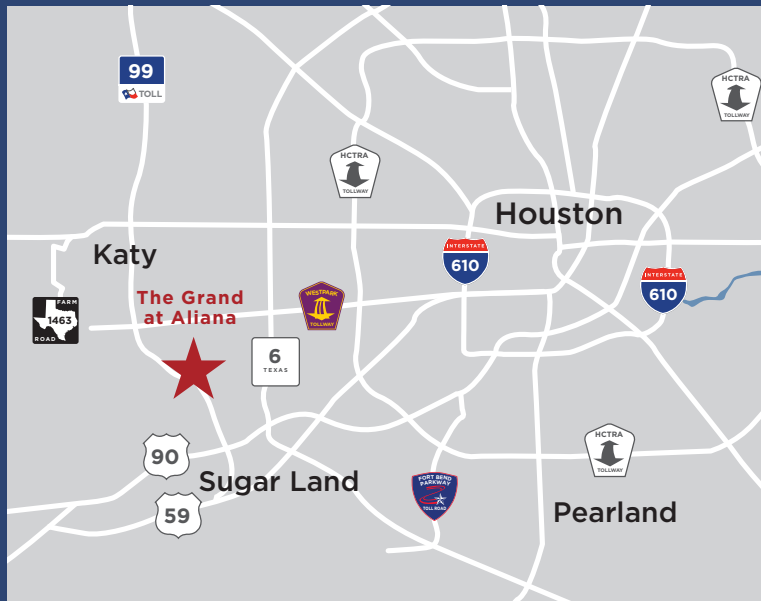 99
TOLL
HCTRA
TOLLWAY
HCTRA
TOLLWAY
Houston
Katy
INTERSTATE
610
INTERSTATE
610
The Grand
at Aliana
WESTPARK
TOLLWAY
FARM
1463
ROAD
6
TEXAS
90
Sugar Land
59
HCTRA
TOLLWAY
FORT BEND
PARKWAY
TOLL ROAD
Pearland